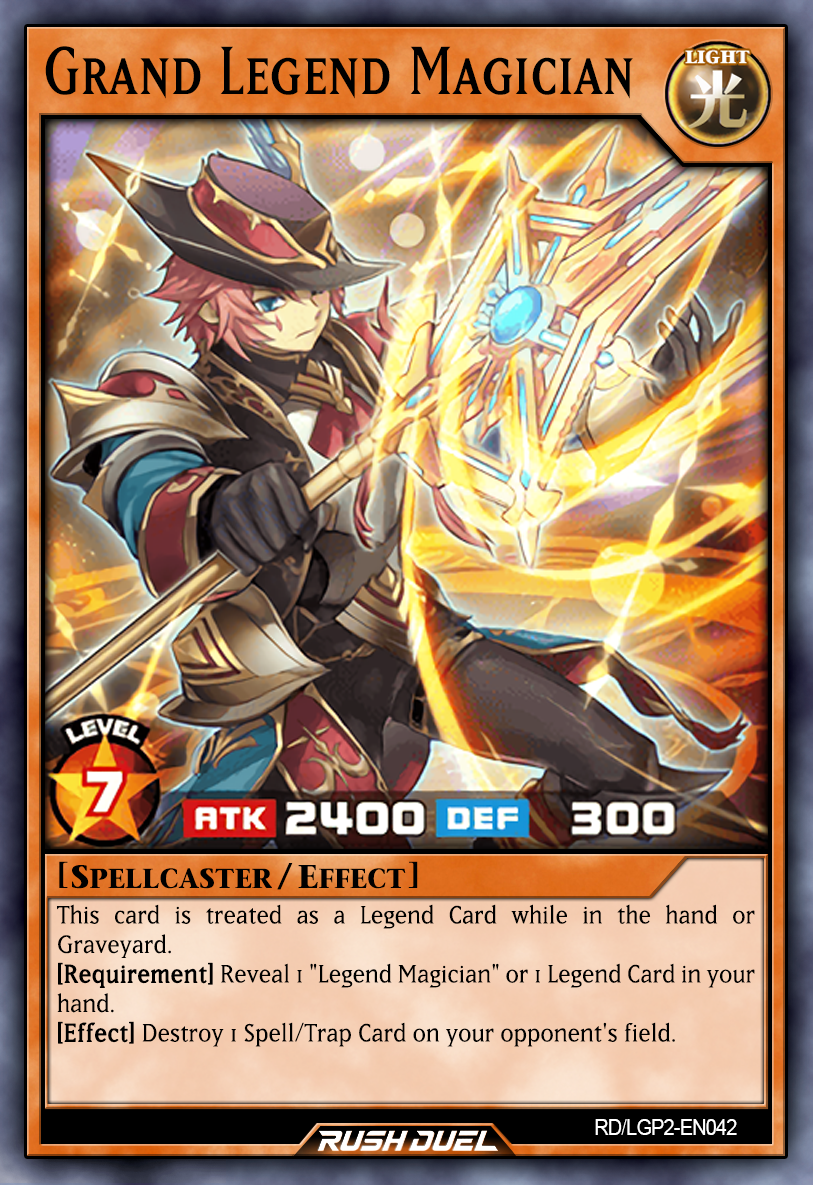 Grand Legend Magician
LIGHT
光
LEVEL
7
ATK 2400 DEF 300
[Spellcaster / Effect]
This card is treated as a Legend Card while in the hand or
Graveyard.
[Requirement] Reveal 1 "Legend Magician" or 1 Legend Card in your
hand.
[Effect] Destroy 1 Spell/Trap Card on your opponent's field.
RD/LGP2-EN042
RUSH DUEL